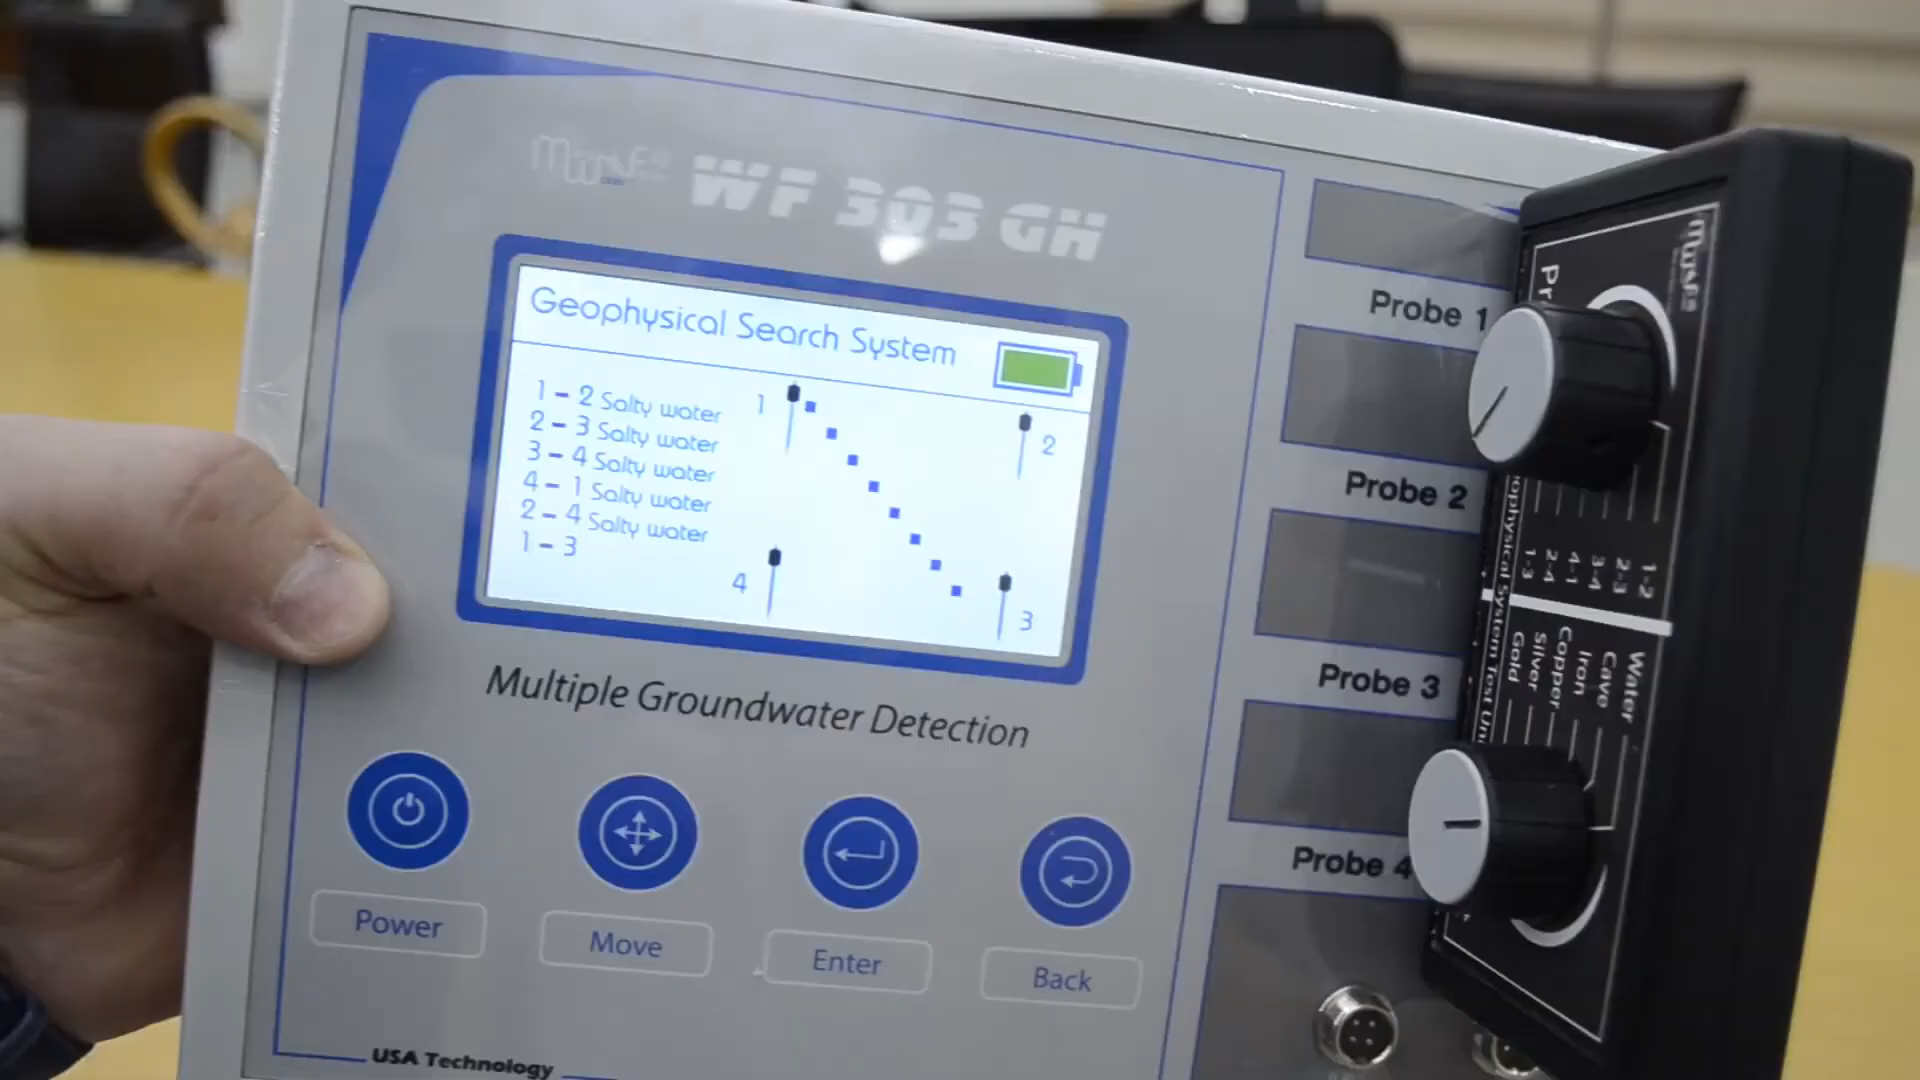 MWF WF 303 GH
Geophysical Search System
1 - 2 Salty water
2 - 3 Salty water
3 - 4 Salty water
4 - 1 Salty water
2 - 4 Salty water
1 - 3
1
2
4
3
Multiple Groundwater Detection
Power
Move
Enter
Back
USA Technology
Probe 1
Probe 2
Probe 3
Probe 4
1-2
2-3
3-4
4-1
2-4
1-3
Water
Cave
Iron
Copper
Silver
Gold
System Test